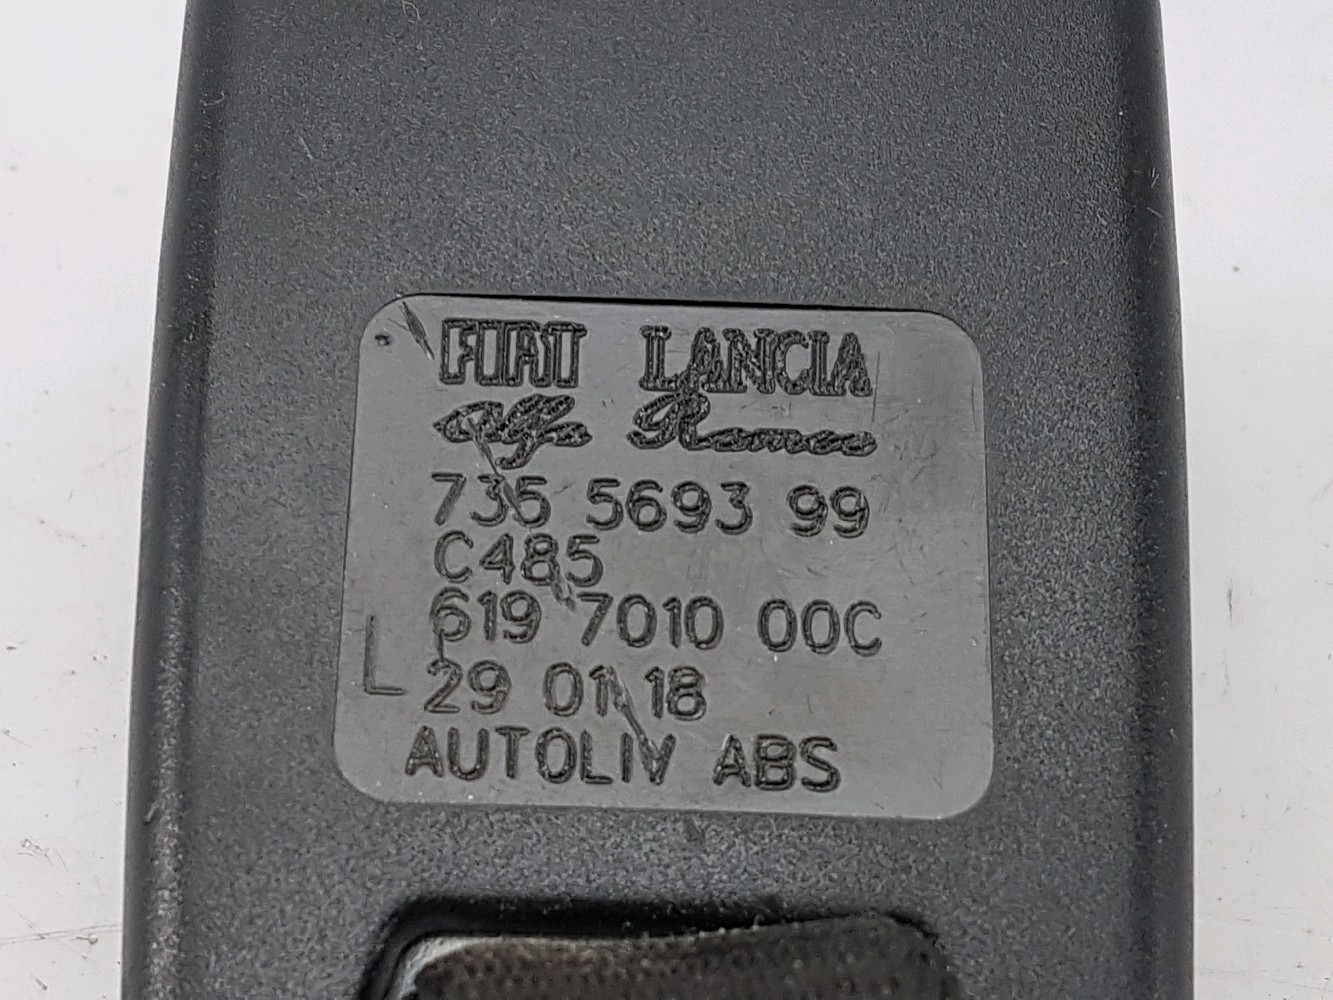 FIAT LANCIA
Alfa Romeo
735 5693 99
C485
619 7010 00C
L 29 01 18
AUTOLIV ABS